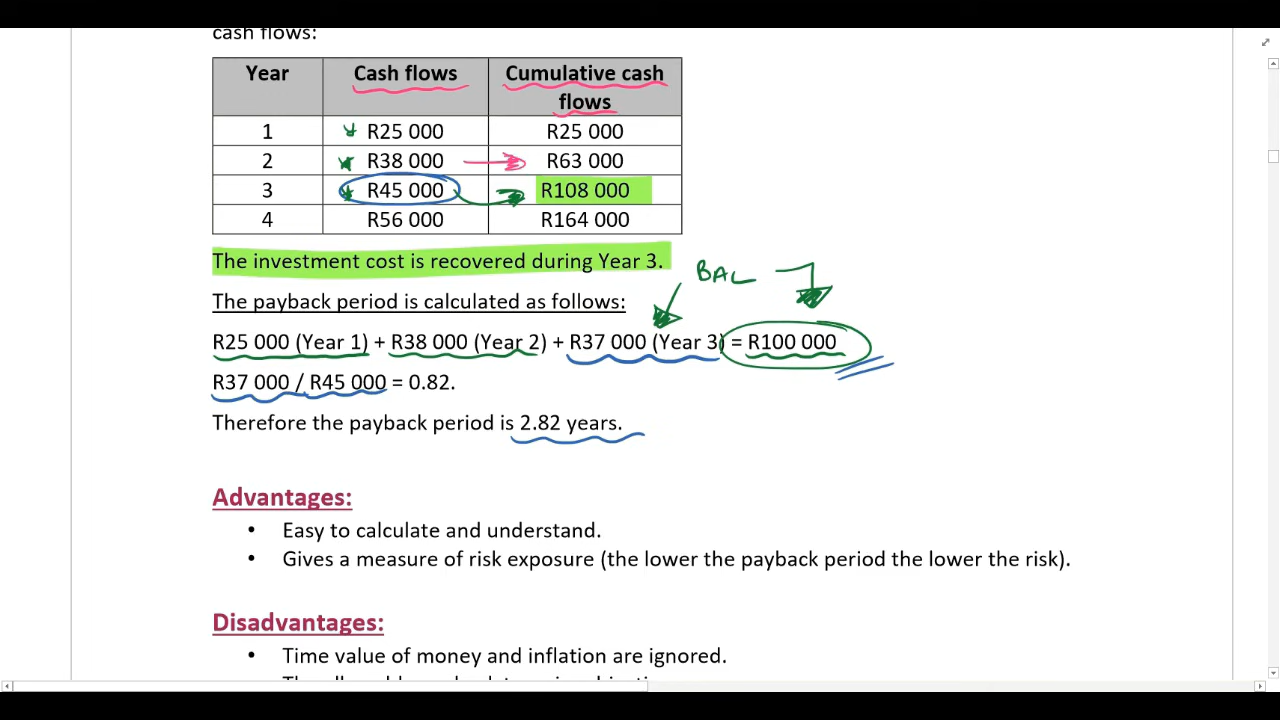 cash flows:
Year Cash flows Cumulative cash
flows
1 R25 000 R25 000
2 R38 000 R63 000
3 R45 000 R108 000
4 R56 000 R164 000
The investment cost is recovered during Year 3.
BAL
The payback period is calculated as follows:
R25 000 (Year 1) + R38 000 (Year 2) + R37 000 (Year 3) = R100 000
R37 000 / R45 000 = 0.82.
Therefore the payback period is 2.82 years.
Advantages:
• Easy to calculate and understand.
• Gives a measure of risk exposure (the lower the payback period the lower the risk).
Disadvantages:
• Time value of money and inflation are ignored.